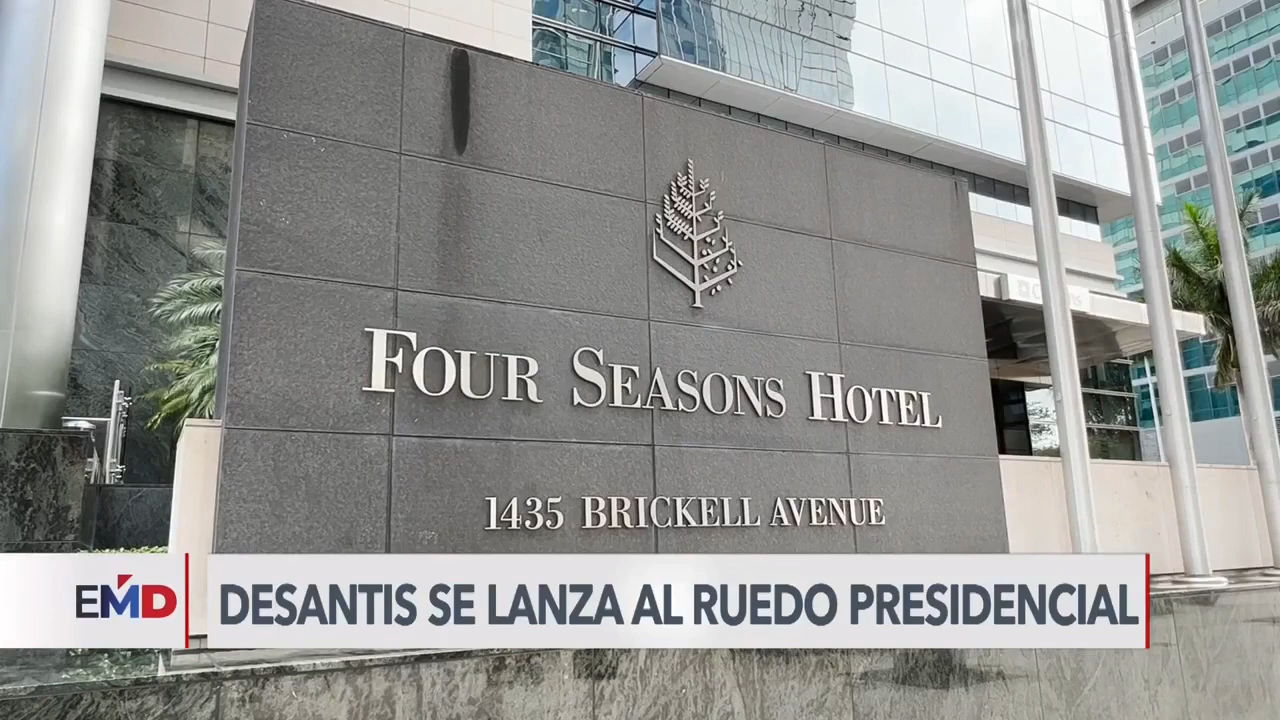 FOUR SEASONS HOTEL
1435 BRICKELL AVENUE
EMD
DESANTIS SE LANZA AL RUEDO PRESIDENCIAL